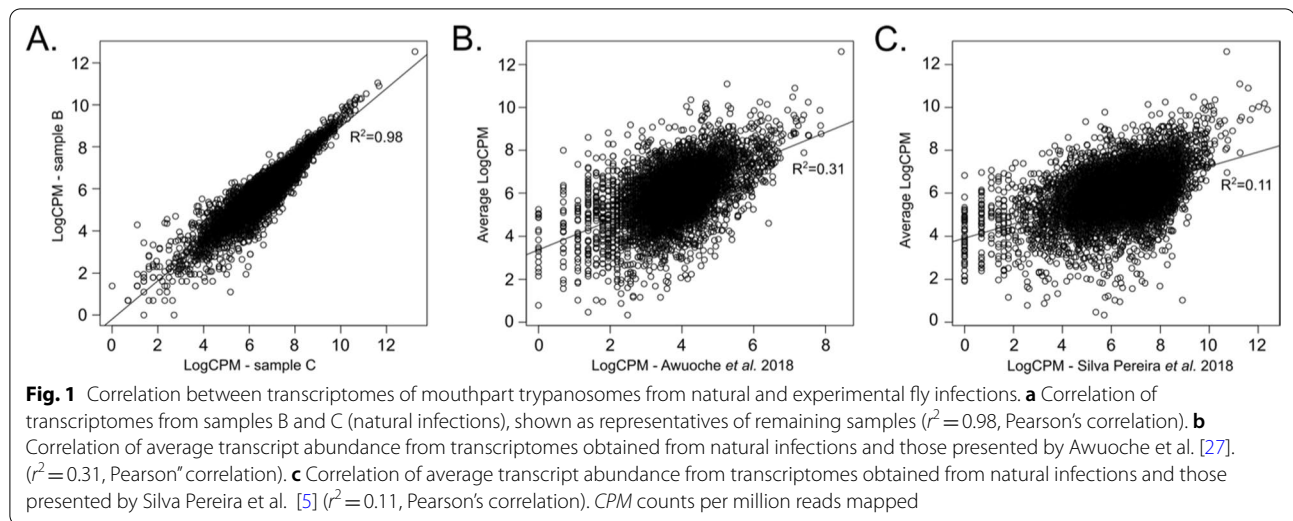 A.
B.
C.
LogCPM - sample B
12
10
8
6
4
2
0
R²=0.98
0 2 4 6 8 10 12
LogCPM - sample C
Average LogCPM
12
10
8
6
4
2
0
R²=0.31
0 2 4 6 8
LogCPM - Awuoche et al. 2018
Average LogCPM
12
10
8
6
4
2
0
R²=0.11
0 2 4 6 8 10 12
LogCPM - Silva Pereira et al. 2018
Fig. 1 Correlation between transcriptomes of mouthpart trypanosomes from natural and experimental fly infections. a Correlation of
transcriptomes from samples B and C (natural infections), shown as representatives of remaining samples (r² = 0.98, Pearson's correlation). b
Correlation of average transcript abundance from transcriptomes obtained from natural infections and those presented by Awuoche et al. [27].
(r² = 0.31, Pearson" correlation). c Correlation of average transcript abundance from transcriptomes obtained from natural infections and those
presented by Silva Pereira et al. [5] (r² = 0.11, Pearson's correlation). CPM counts per million reads mapped